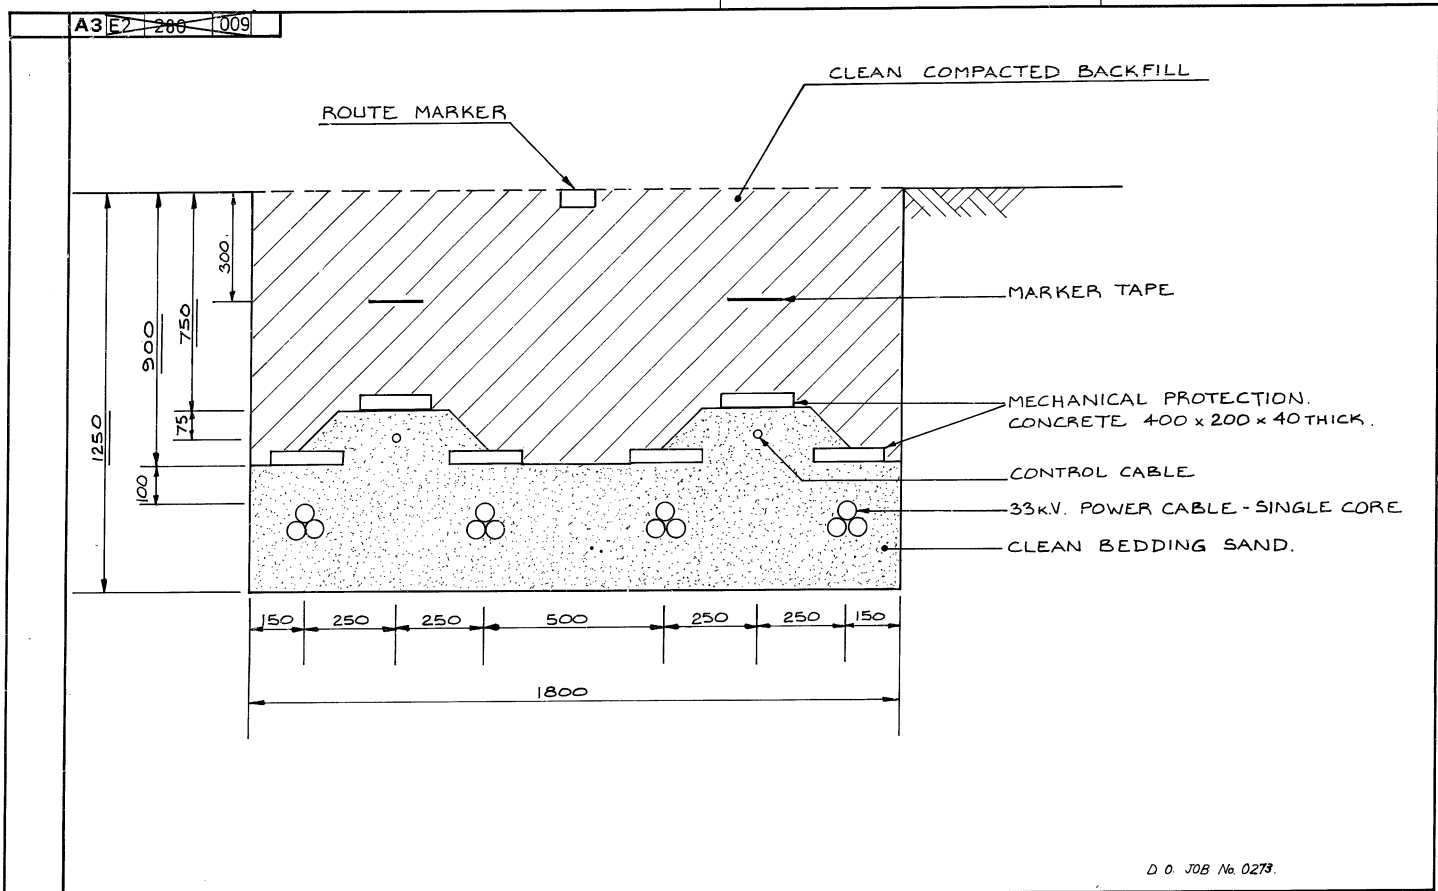 A3 E2 280 009
CLEAN COMPACTED BACKFILL
ROUTE MARKER
300.
MARKER TAPE
750
900
MECHANICAL PROTECTION.
CONCRETE 400 x 200 x 40 THICK.
75
1250
CONTROL CABLE
100
33K.V. POWER CABLE - SINGLE CORE
CLEAN BEDDING SAND.
150 250 250 500 250 250 150
1800
D.O. JOB No. 0273.